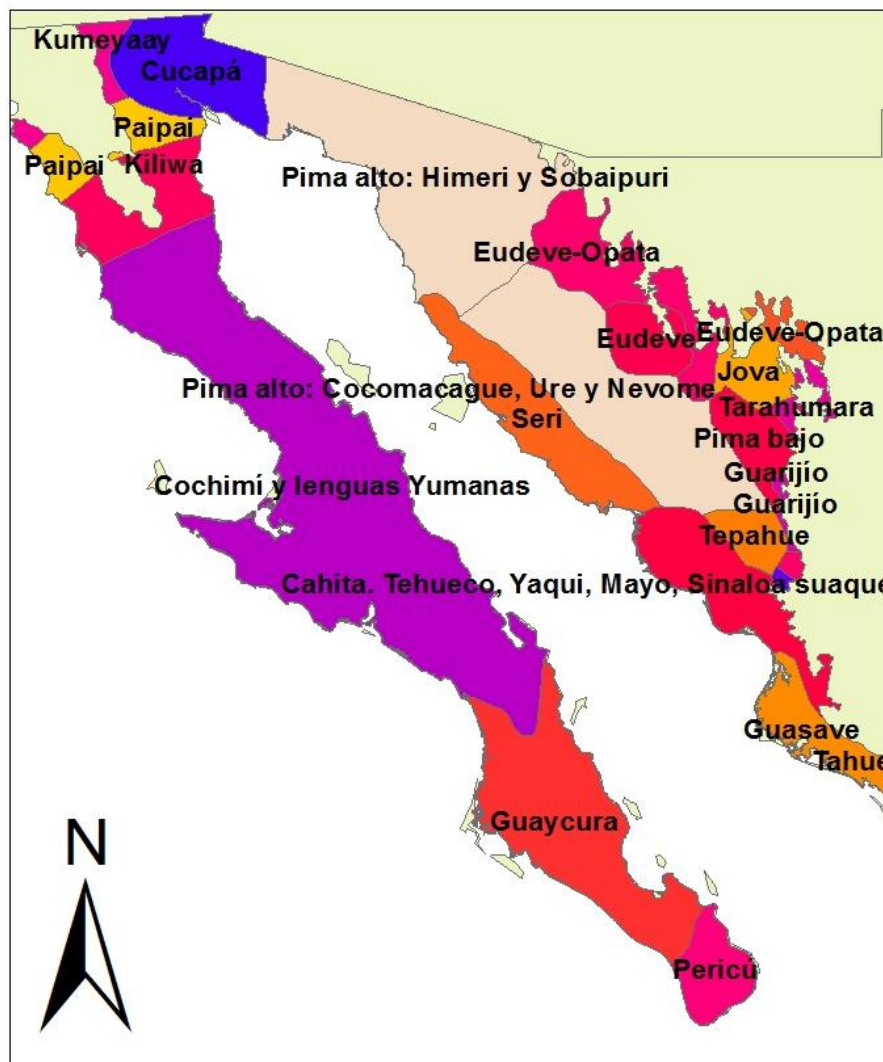 Kumeyaay
Cucapá
Paipai
Paipai
Kiliwa
Pima alto: Himeri y Sobaipuri
Eudeve-Opata
Eudeve
Eudeve-Opata
Jova
Pima alto: Cocomacague, Ure y Nevome
Seri
Tarahumara
Pima bajo
Guarijío
Cochimí y lenguas Yumanas
Guarijío
Tepahue
Cahita. Tehueco, Yaqui, Mayo, Sinaloa suaque
Guasave
Tahue
Guaycura
N
Pericú